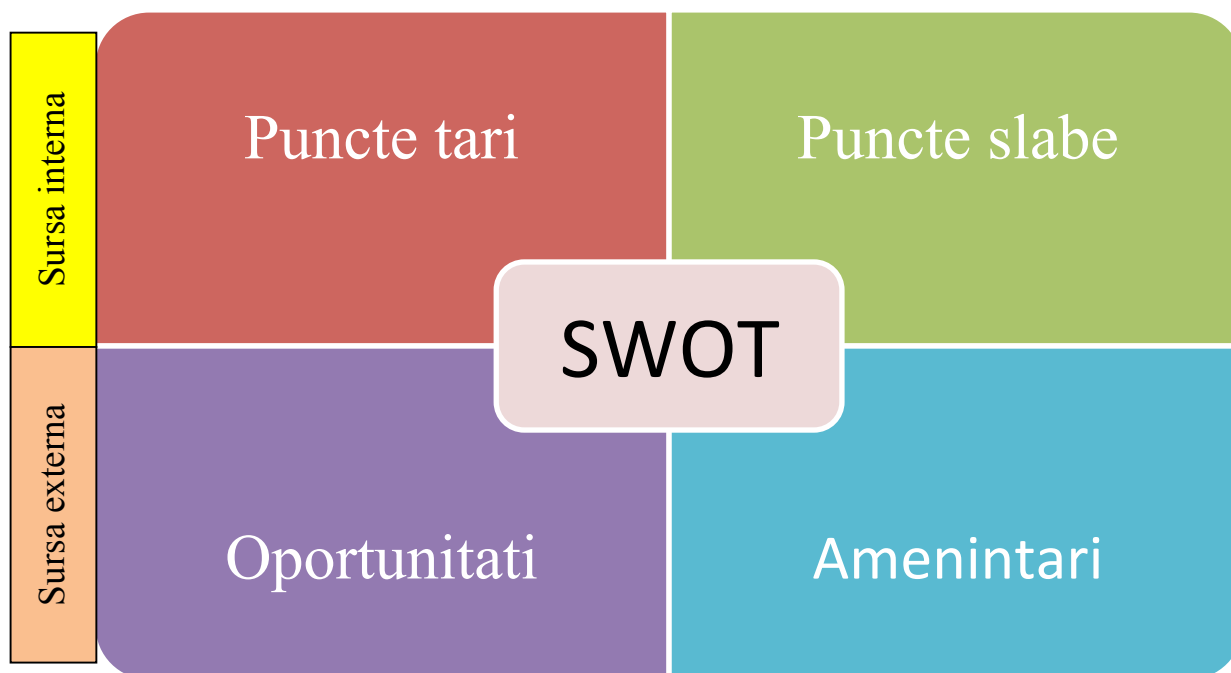 Sursa interna
Puncte tari
Puncte slabe
SWOT
Sursa externa
Oportunitati
Amenintari